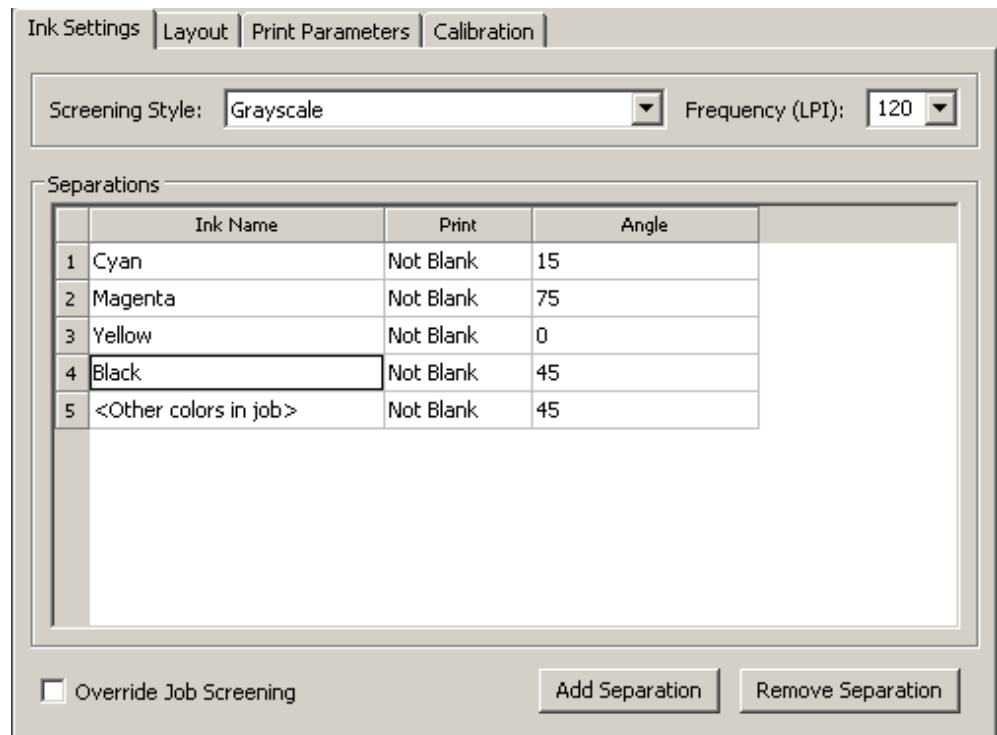 Ink Settings Layout Print Parameters Calibration
Screening Style: Grayscale Frequency (LPI): 120
Separations
Ink Name Print Angle
1 Cyan Not Blank 15
2 Magenta Not Blank 75
3 Yellow Not Blank 0
4 Black Not Blank 45
5 <Other colors in job> Not Blank 45
Override Job Screening Add Separation Remove Separation